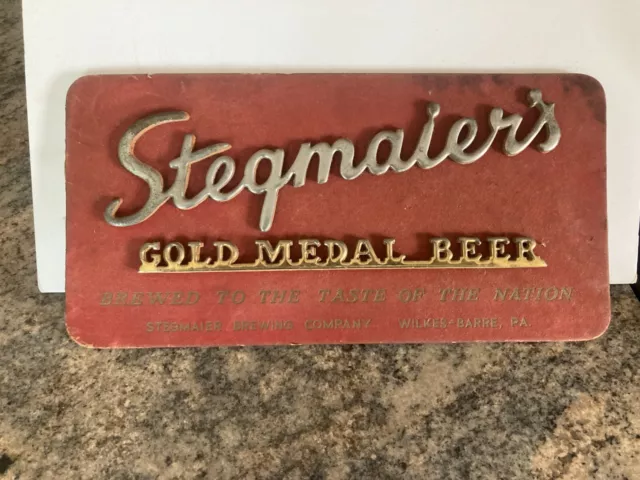 Stegmaier's
GOLD MEDAL BEER
BREWED TO THE TASTE OF THE NATION
STEGMAIER BREWING COMPANY WILKES-BARRE, PA.